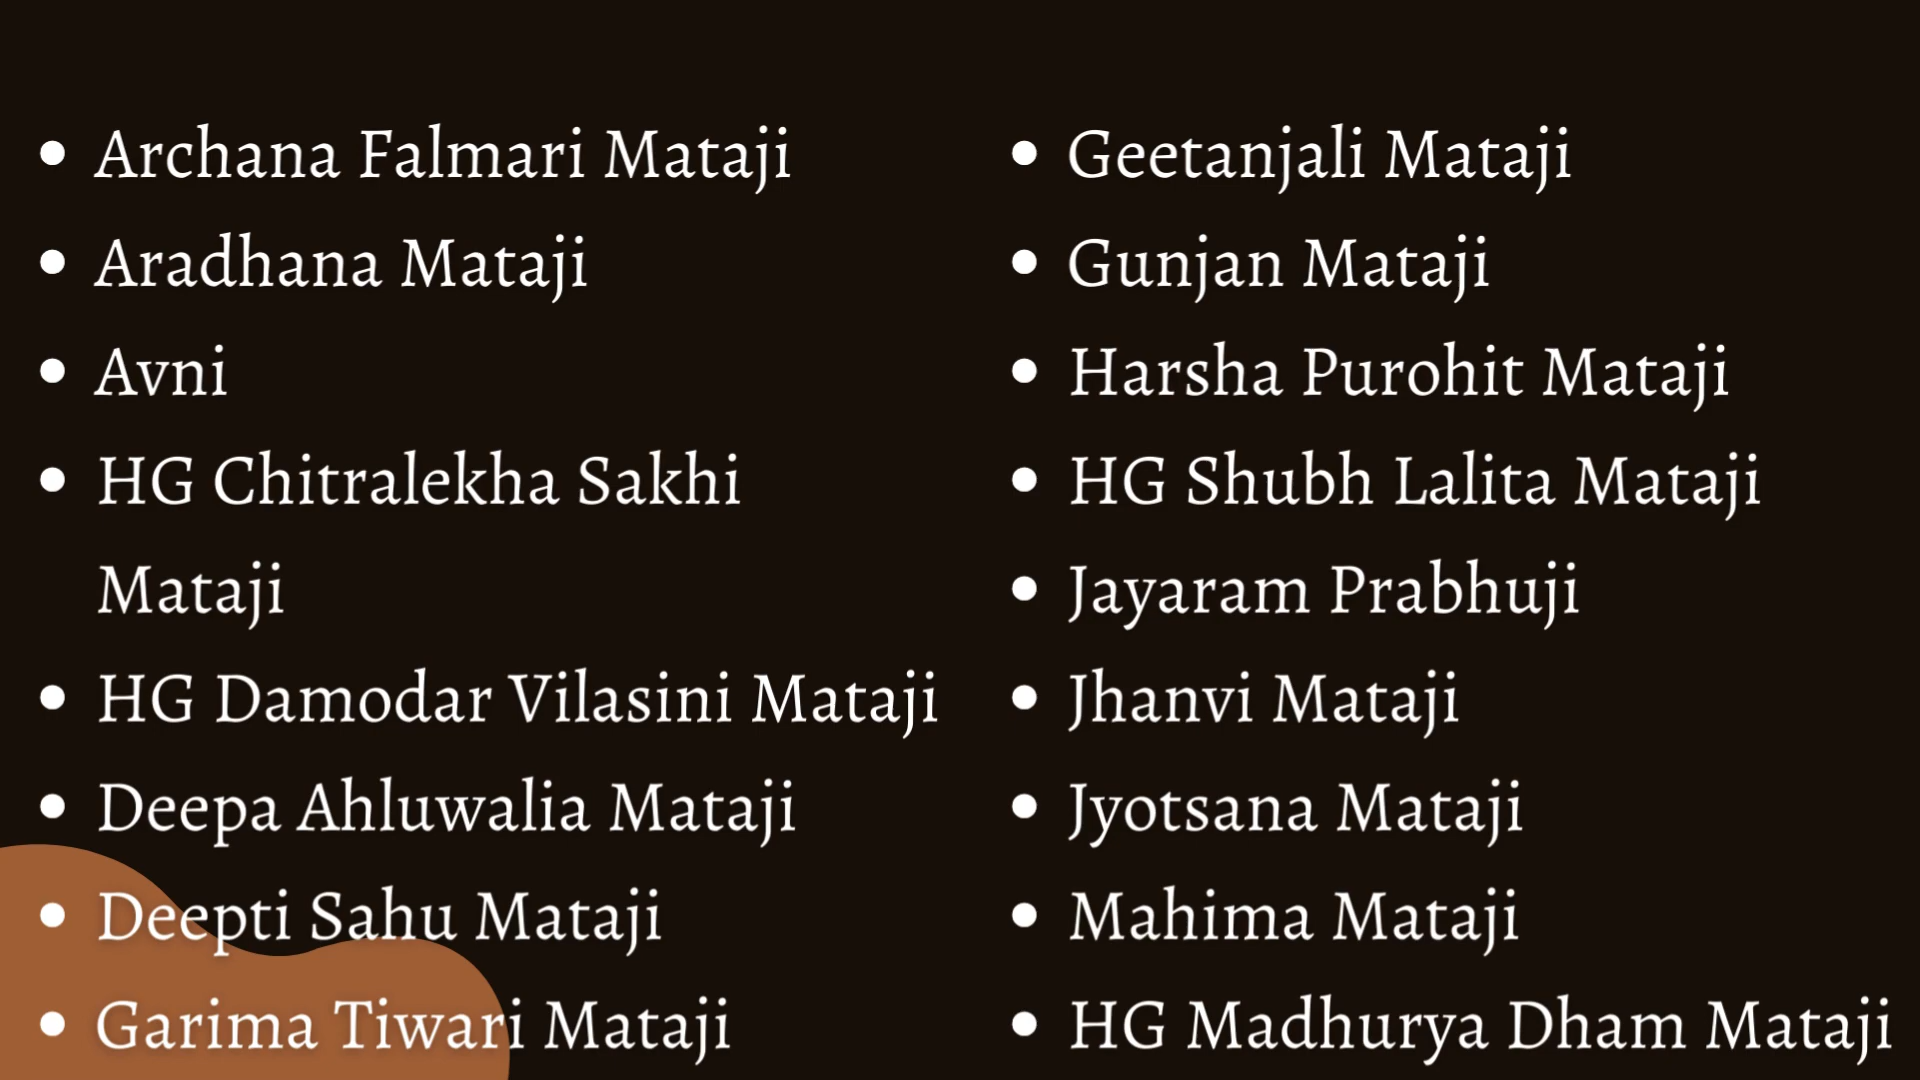 • Archana Falmari Mataji
• Aradhana Mataji
• Avni
• HG Chitralekha Sakhi
Mataji
• HG Damodar Vilasini Mataji
• Deepa Ahluwalia Mataji
• Deepti Sahu Mataji
• Garima Tiwari Mataji
• Geetanjali Mataji
• Gunjan Mataji
• Harsha Purohit Mataji
• HG Shubh Lalita Mataji
• Jayaram Prabhuji
• Jhanvi Mataji
• Jyotsana Mataji
• Mahima Mataji
• HG Madhurya Dham Mataji